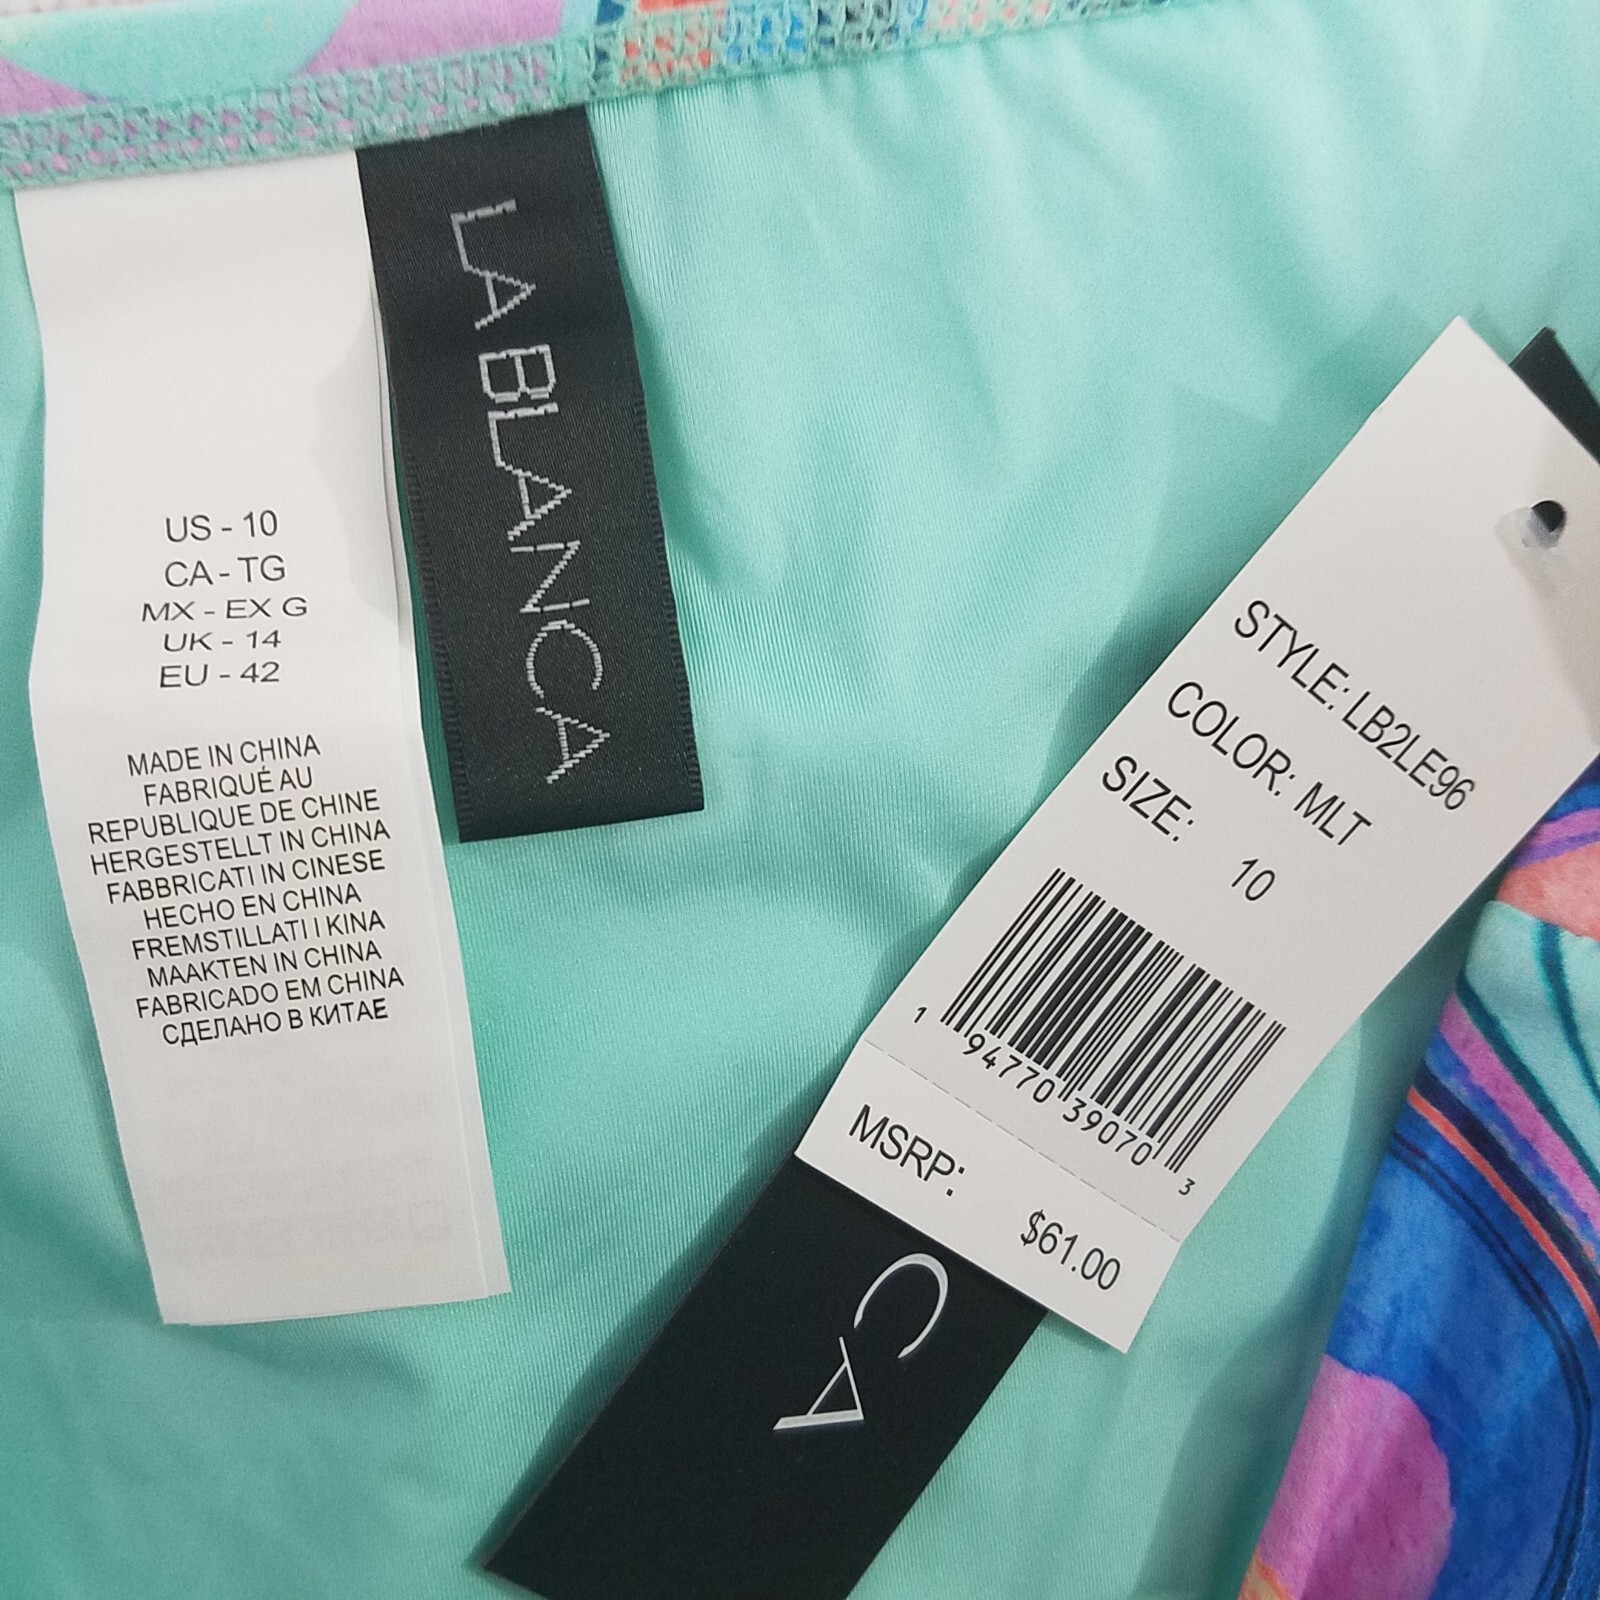 LA BLANCA
US - 10
CA - TG
MX - EX G
UK - 14
EU - 42
MADE IN CHINA
FABRIQUÉ AU
REPUBLIQUE DE CHINE
HERGESTELLT IN CHINA
FABBRICATI IN CINESE
HECHO EN CHINA
FREMSTILLATI I KINA
MAAKTEN IN CHINA
FABRICADO EM CHINA
СДЕЛАНО В КИТАЕ
STYLE: LB2LE96
COLOR: MLT
SIZE: 10
1 94770 39070 3
MSRP:
$61.00
CA